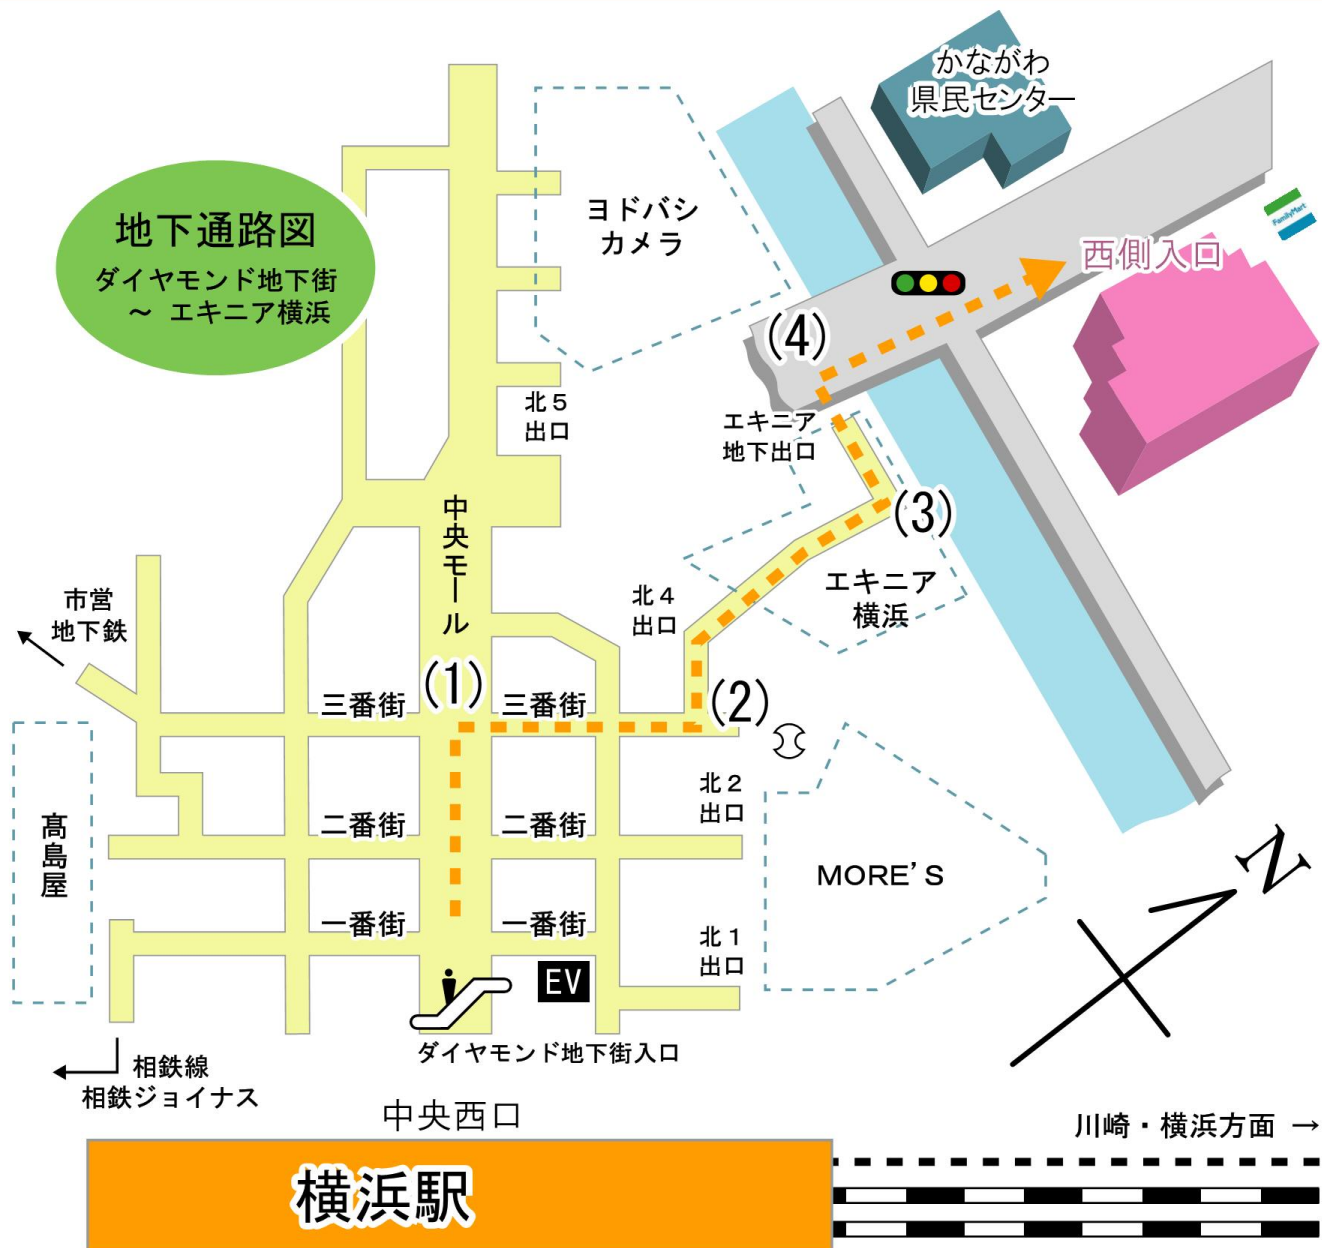 地下通路図
ダイヤモンド地下街
～ エキニア横浜
かながわ
県民センター
ヨドバシ
カメラ
FamilyMart
西側入口
(4)
北5
出口
エキニア
地下出口
中央モール
(3)
エキニア
横浜
市営
地下鉄
北4
出口
三番街
(1)
三番街
(2)
髙島屋
二番街
二番街
北2
出口
MORE'S
N
一番街
一番街
北1
出口
EV
ダイヤモンド地下街入口
相鉄線
相鉄ジョイナス
中央西口
川崎・横浜方面 →
横浜駅